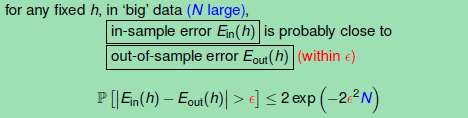 for any fixed h, in ‘big’ data (N large),
in-sample error Ein(h) is probably close to
out-of-sample error Eout(h) (within ϵ)
ℙ [|Ein(h) − Eout(h)| > ϵ] ≤ 2 exp (−2ϵ²N)